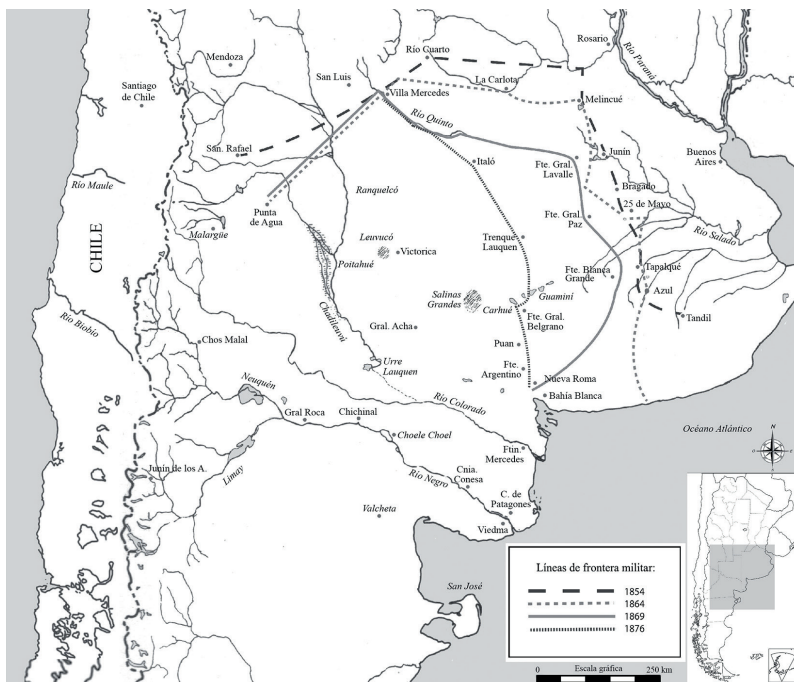 Rosario
Río Paraná
Río Cuarto
Mendoza
San Luis
La Carlota
Santiago
de Chile
Villa Mercedes
Melincué
Río Quinto
San. Rafael
Italó
Fte. Gral.
Lavalle
Junín
Buenos
Aires
Río Maule
Ranquelcó
Bragado
Punta
de Agua
25 de Mayo
Fte. Gral.
Paz
Malargüe
Leuvucó
Victorica
Trenque
Lauquen
Río Salado
CHILE
Poitahué
Tapalqué
Fte. Blanca
Grande
Azul
Salinas
Grandes
Guaminí
Carhué
Chadileuvú
Fte. Gral.
Belgrano
Tandil
Río Biobío
Gral. Acha
Chos Malal
Puan
Urre
Lauquen
Fte.
Argentino
Neuquén
Nueva Roma
Río Colorado
Bahía Blanca
Gral Roca
Chichinal
Choele Choel
Océano Atlántico
N
O
E
S
Ftin.
Mercedes
Junín de los A.
Limay
Cnia.
Conesa
Río Negro
C. de
Patagones
Valcheta
Viedma
San José
Líneas de frontera militar:
1854
1864
1869
1876
0
Escala gráfica
250 km